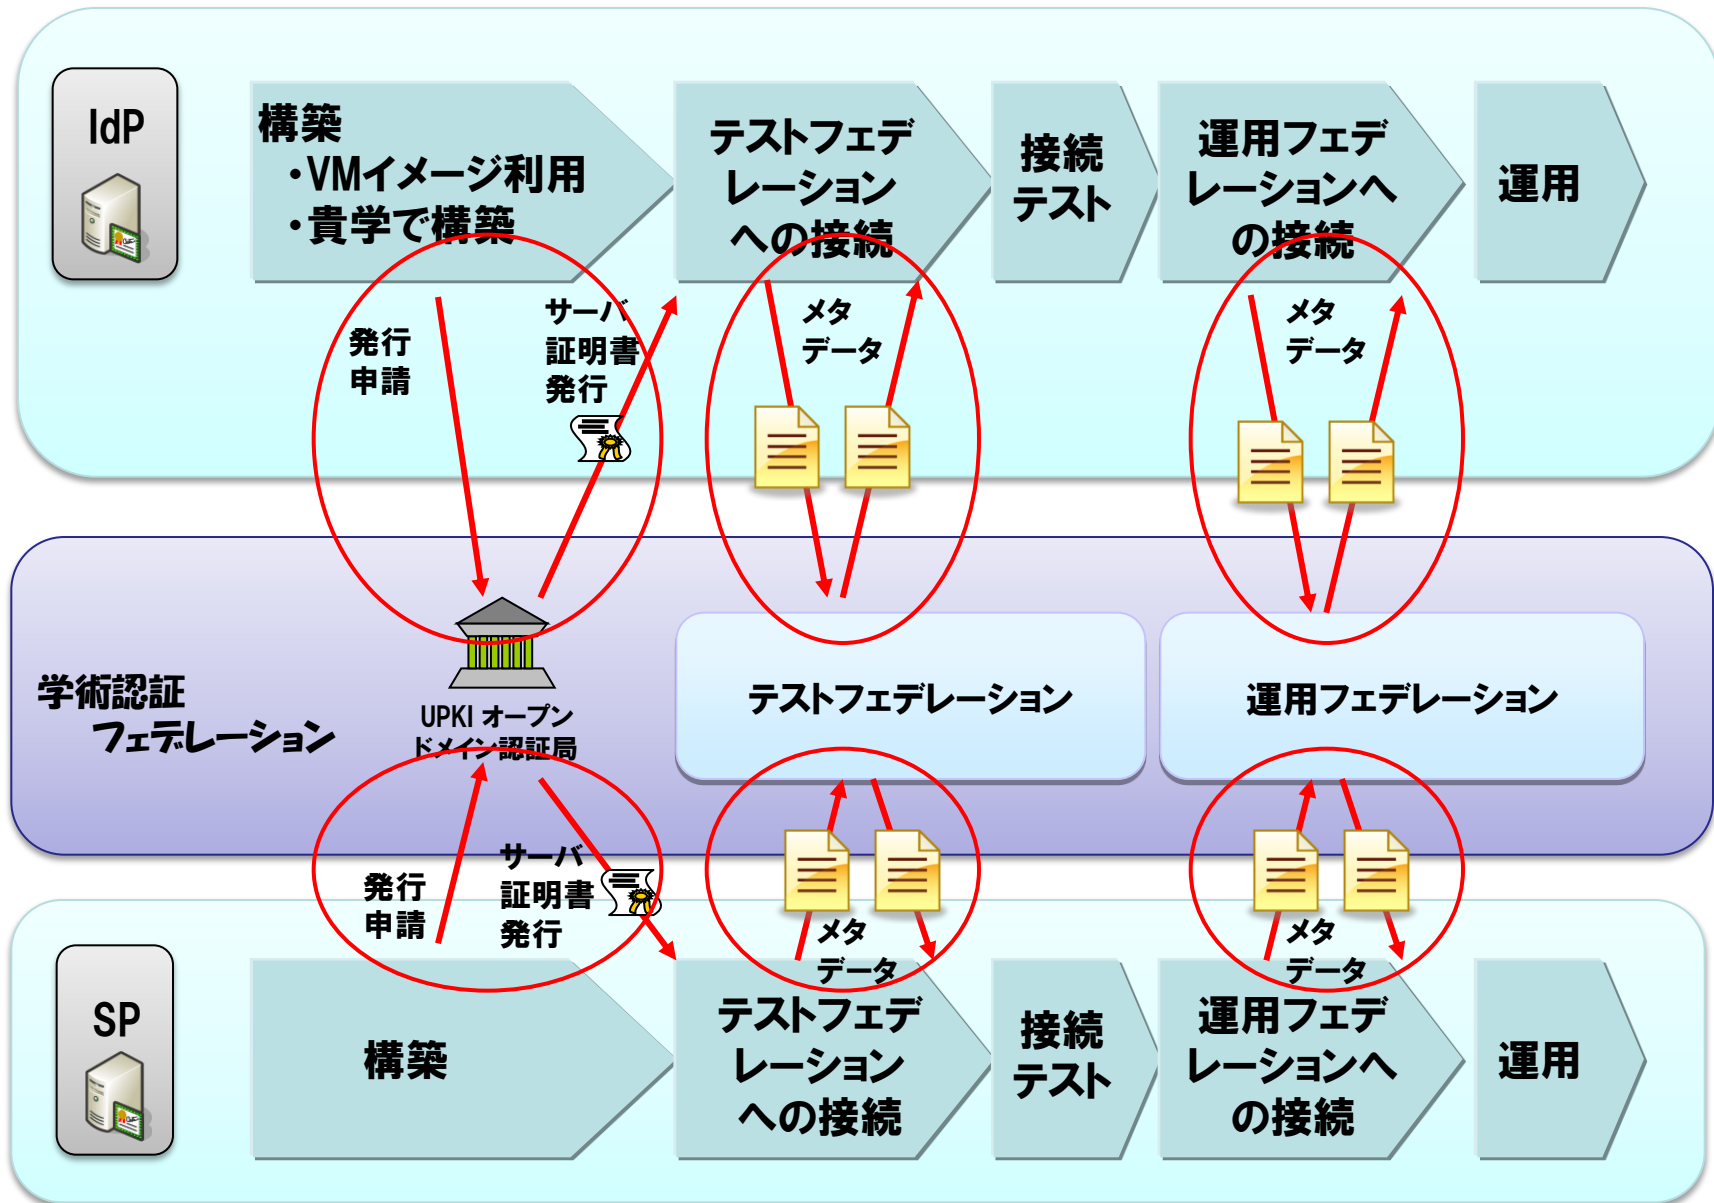 IdP
構築
・VMイメージ利用
・貴学で構築
テストフェデ
レーション
への接続
接続
テスト
運用フェデ
レーションへ
の接続
運用
発行
申請
サーバ
証明書
発行
メタ
データ
メタ
データ
学術認証
フェデレーション
UPKI オープン
ドメイン認証局
テストフェデレーション
運用フェデレーション
発行
申請
サーバ
証明書
発行
メタ
データ
メタ
データ
SP
構築
テストフェデ
レーション
への接続
接続
テスト
運用フェデ
レーションへ
の接続
運用